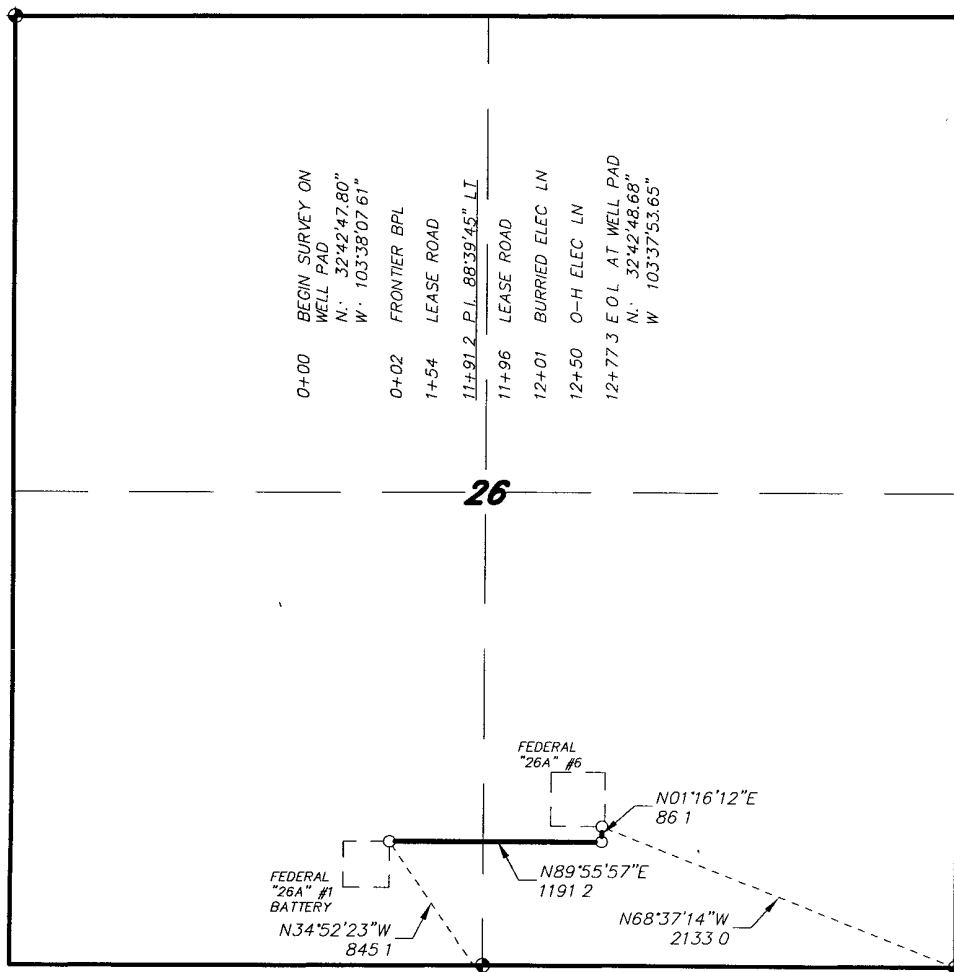 0+00 BEGIN SURVEY ON
WELL PAD
N.: 32°42'47.80"
W: 103°38'07 61"
0+02 FRONTIER BPL
1+54 LEASE ROAD
11+91 2 P.I. 88°39'45" LT
11+96 LEASE ROAD
12+01 BURRIED ELEC LN
12+50 O-H ELEC LN
12+77 3 E O L AT WELL PAD
N.: 32°42'48.68"
W 103°37'53.65"
26
FEDERAL
"26A" #6
N01°16'12"E
86 1
N89°55'57"E
1191 2
FEDERAL
"26A" #1
BATTERY
N34°52'23"W
845 1
N68°37'14"W
2133 0